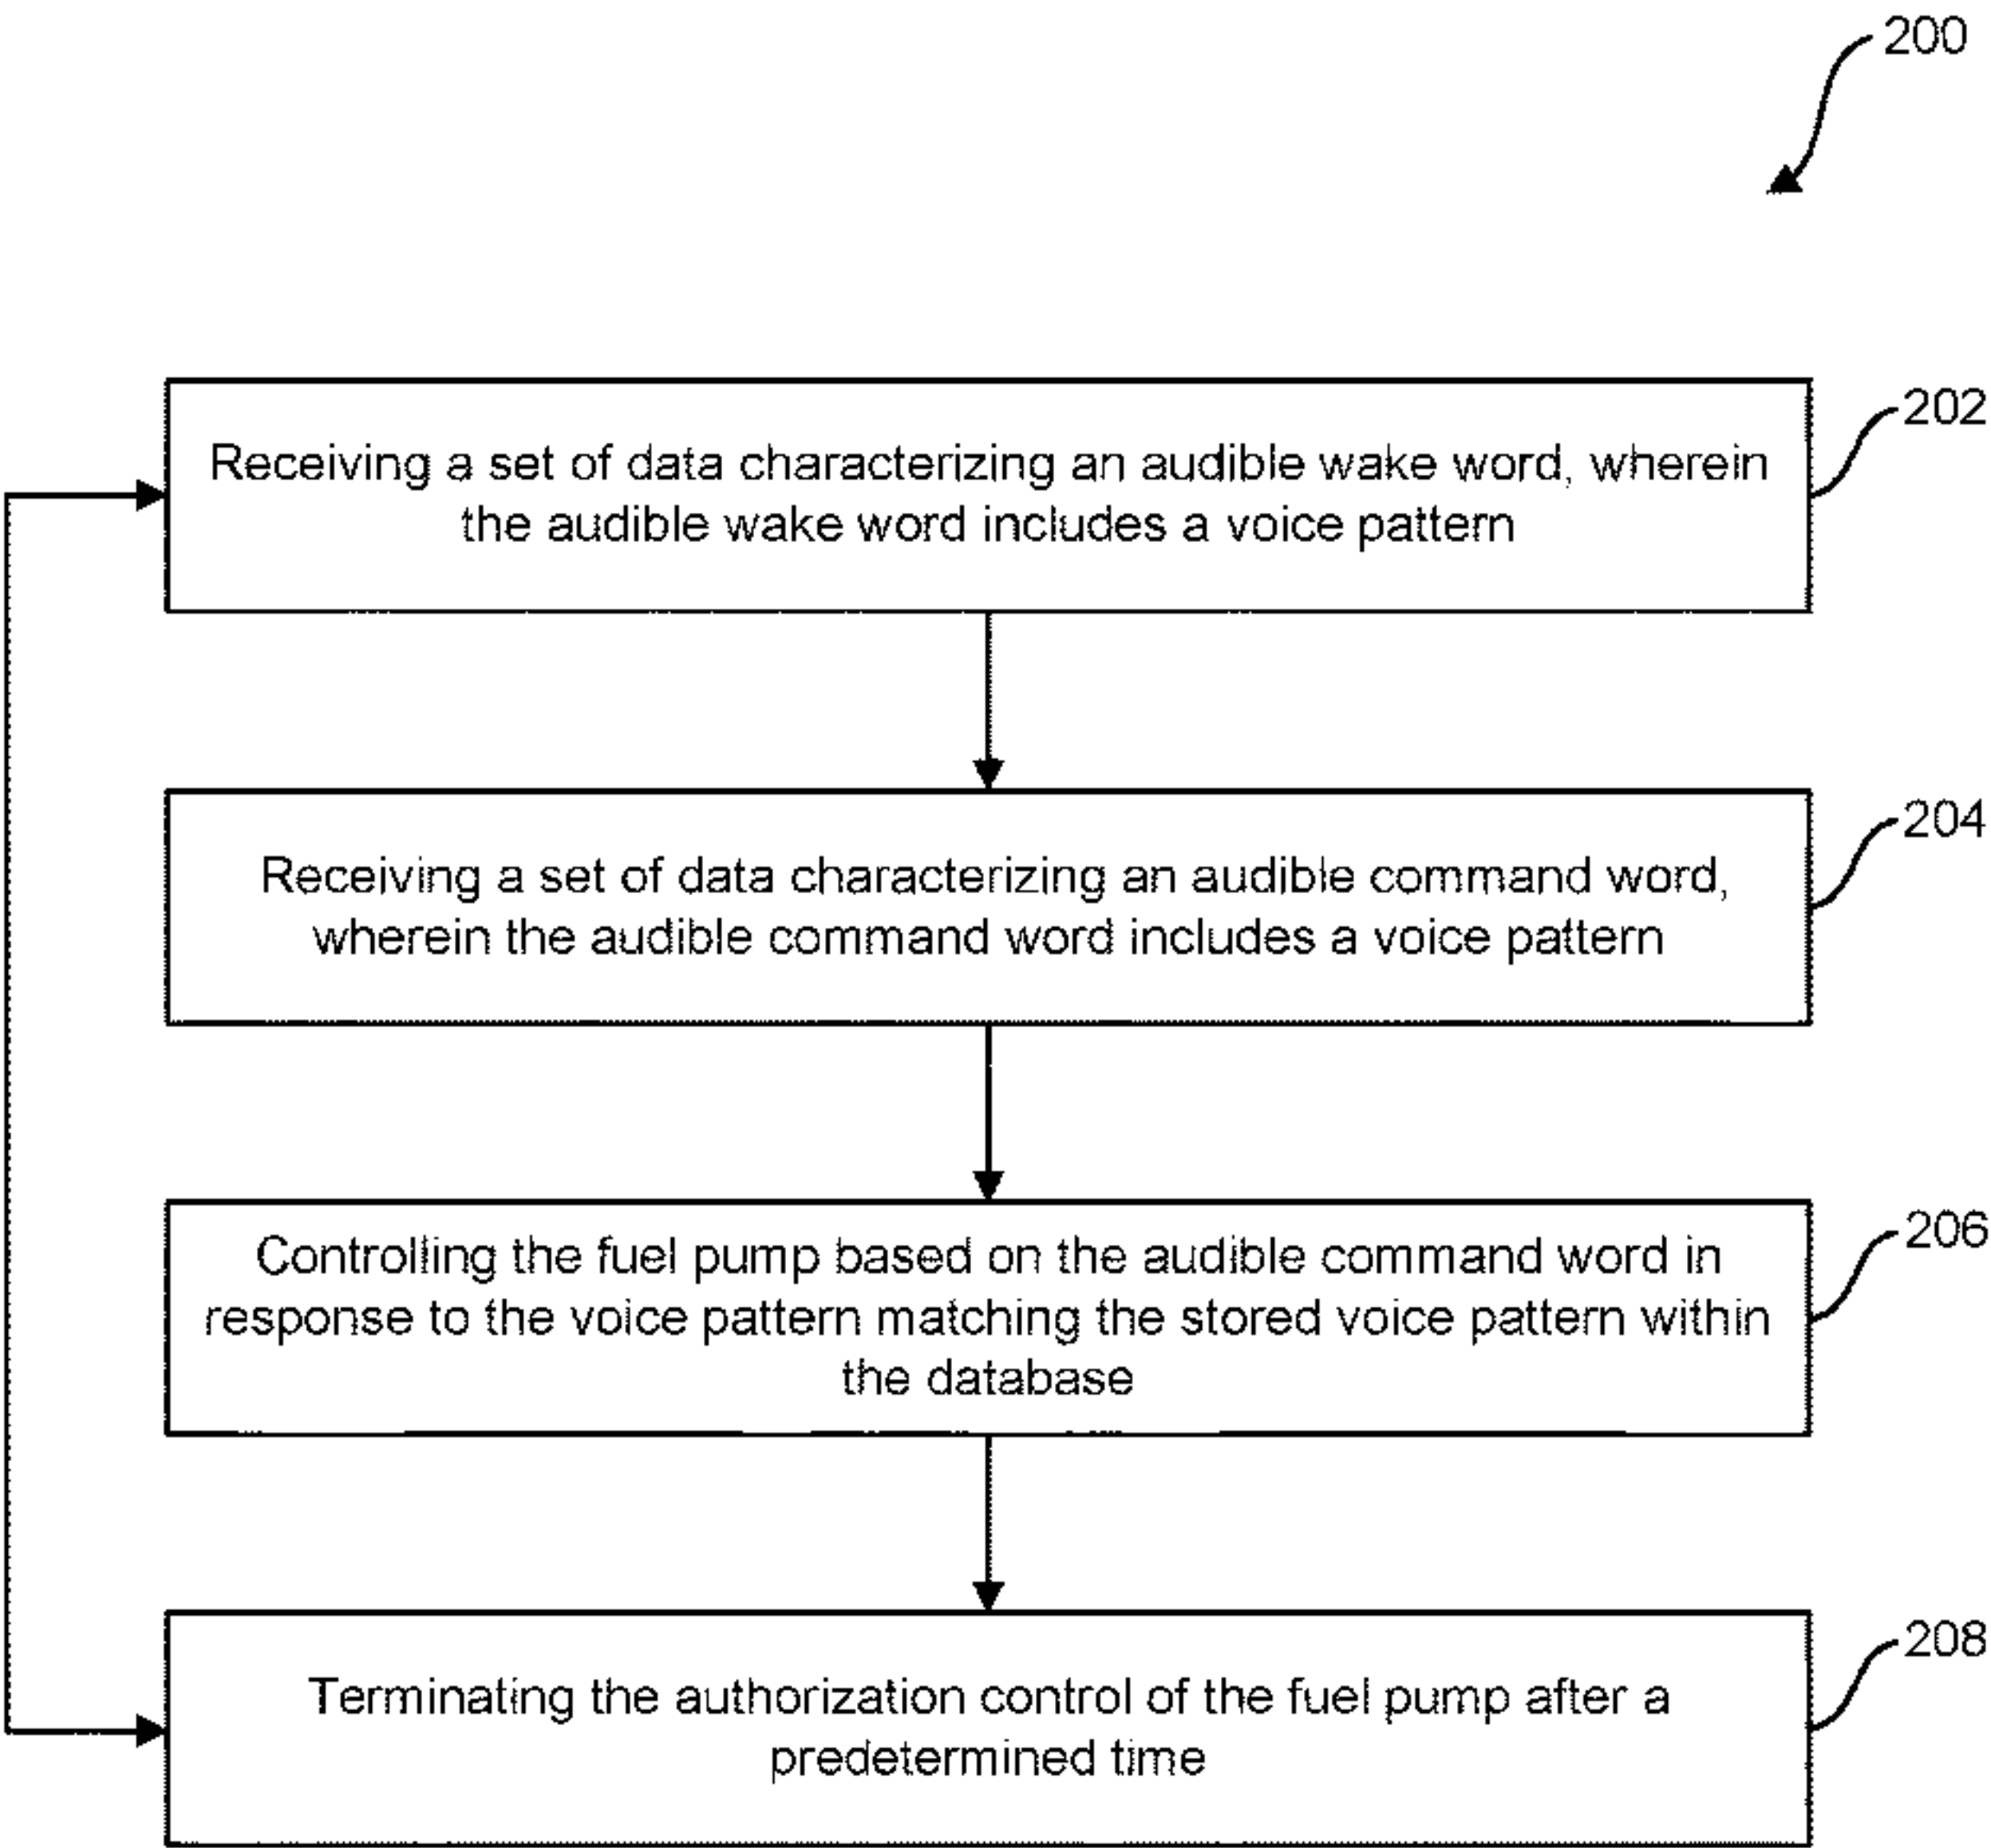 200
202
Receiving a set of data characterizing an audible wake word, wherein
the audible wake word includes a voice pattern
204
Receiving a set of data characterizing an audible command word,
wherein the audible command word includes a voice pattern
206
Controlling the fuel pump based on the audible command word in
response to the voice pattern matching the stored voice pattern within
the database
208
Terminating the authorization control of the fuel pump after a
predetermined time